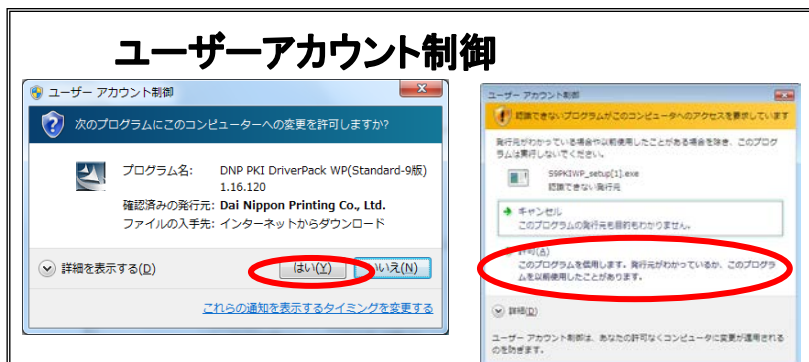 ユーザーアカウント制御
ユーザー アカウント制御
次のプログラムにこのコンピューターへの変更を許可しますか?
プログラム名: DNP PKI DriverPack WP(Standard-9版)
1.16.120
確認済みの発行元: Dai Nippon Printing Co., Ltd.
ファイルの入手先: インターネットからダウンロード
詳細を表示する(D)
はい(Y)
いいえ(N)
これらの通知を表示するタイミングを変更する
ユーザー アカウント制御
認識できないプログラムがこのコンピュータへのアクセスを要求しています
発行元がわかっている場合や以前使用したことがある場合を除き、このプログ
ラムは実行しないでください。
S9PKIWP_setup[1].exe
認識できない発行元
キャンセル
このプログラムの発行元も目的もわかりません。
許可(A)
このプログラムを信用します。発行元がわかっているか、このプログラ
ムを以前使用したことがあります。
詳細(D)
ユーザー アカウント制御は、あなたの許可なくコンピュータに変更が適用される
のを防ぎます。